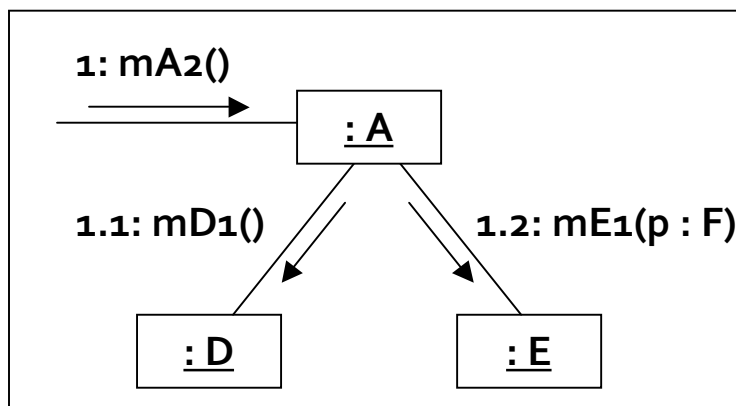 1: mA2()
: A
1.1: mD1()
1.2: mE1(p : F)
: D
: E